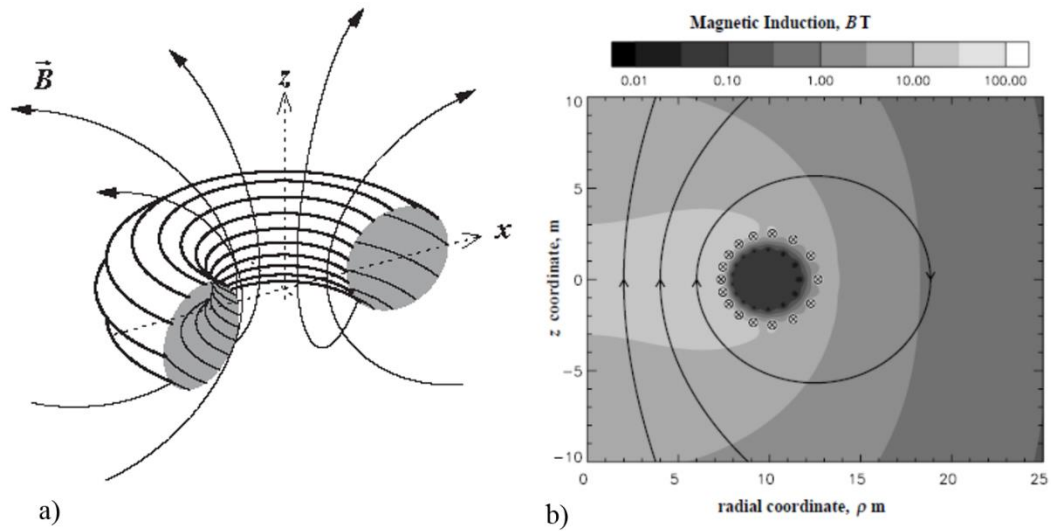 B
z
x
a)
Magnetic Induction, B T
0.01 0.10 1.00 10.00 100.00
z coordinate, m
10
5
0
-5
-10
0 5 10 15 20 25
radial coordinate, ρ m
b)